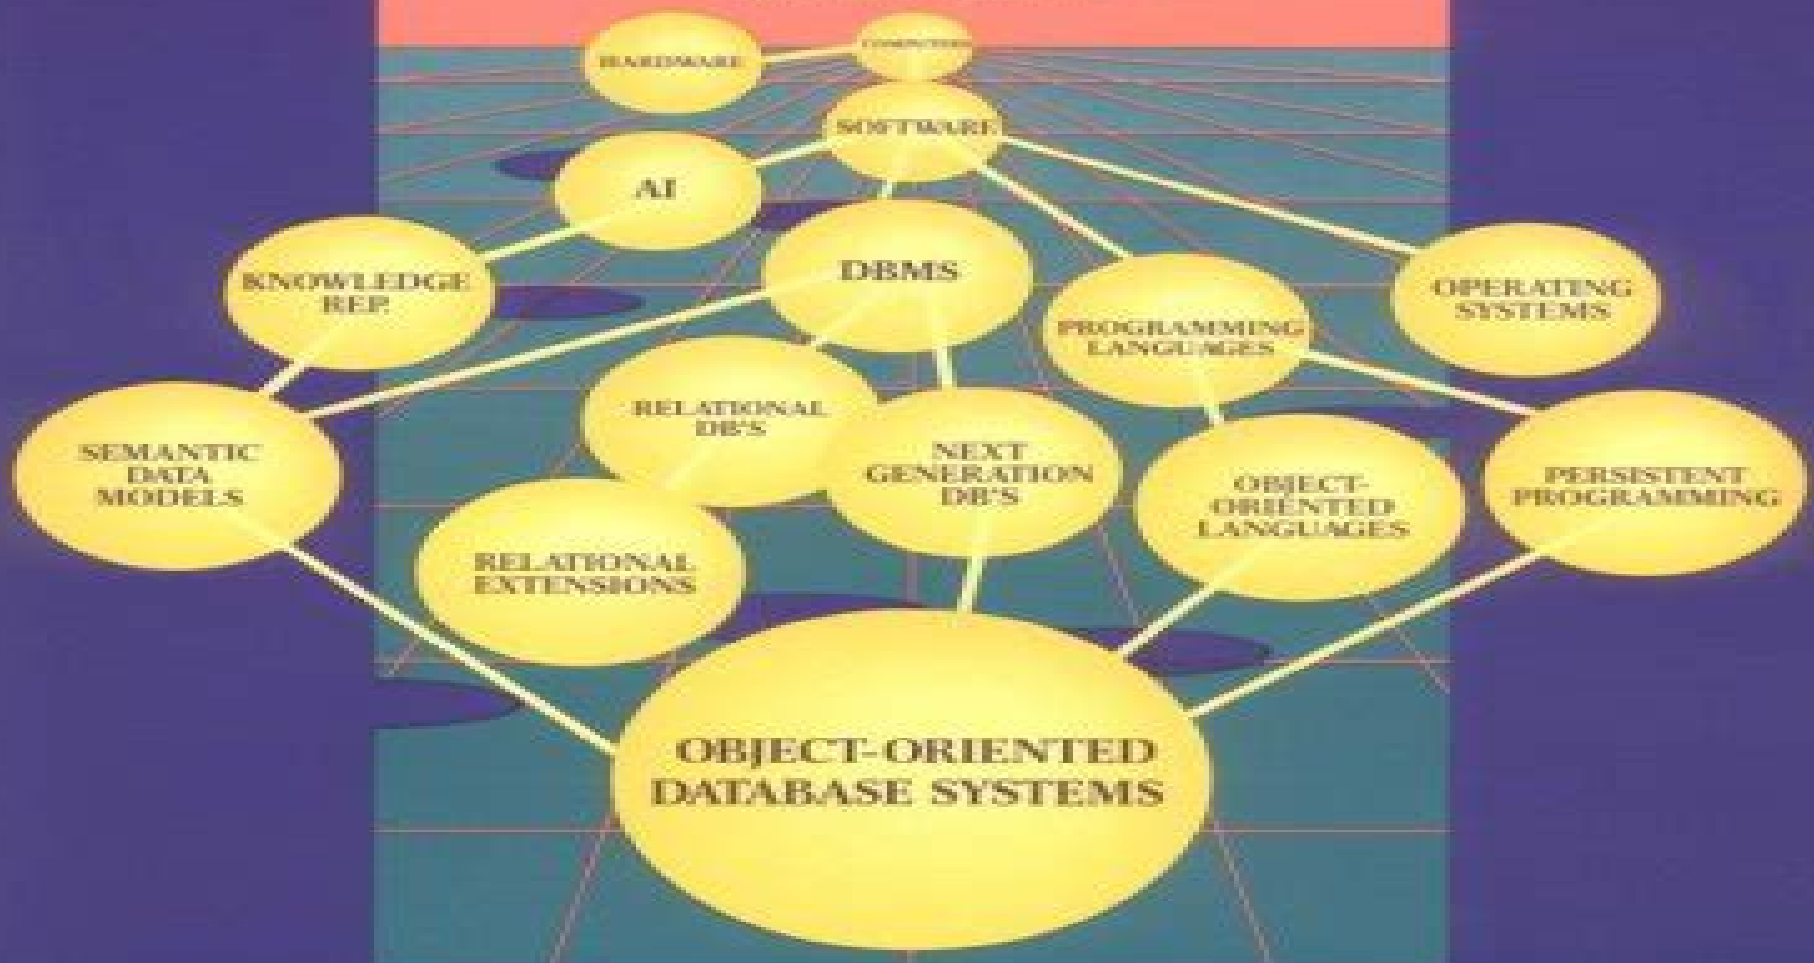 HARDWARE
COMPUTERS
SOFTWARE
AI
KNOWLEDGE
REP.
DBMS
OPERATING
SYSTEMS
PROGRAMMING
LANGUAGES
RELATIONAL
DB'S
SEMANTIC
DATA
MODELS
NEXT
GENERATION
DB'S
OBJECT-
ORIENTED
LANGUAGES
PERSISTENT
PROGRAMMING
RELATIONAL
EXTENSIONS
OBJECT-ORIENTED
DATABASE SYSTEMS